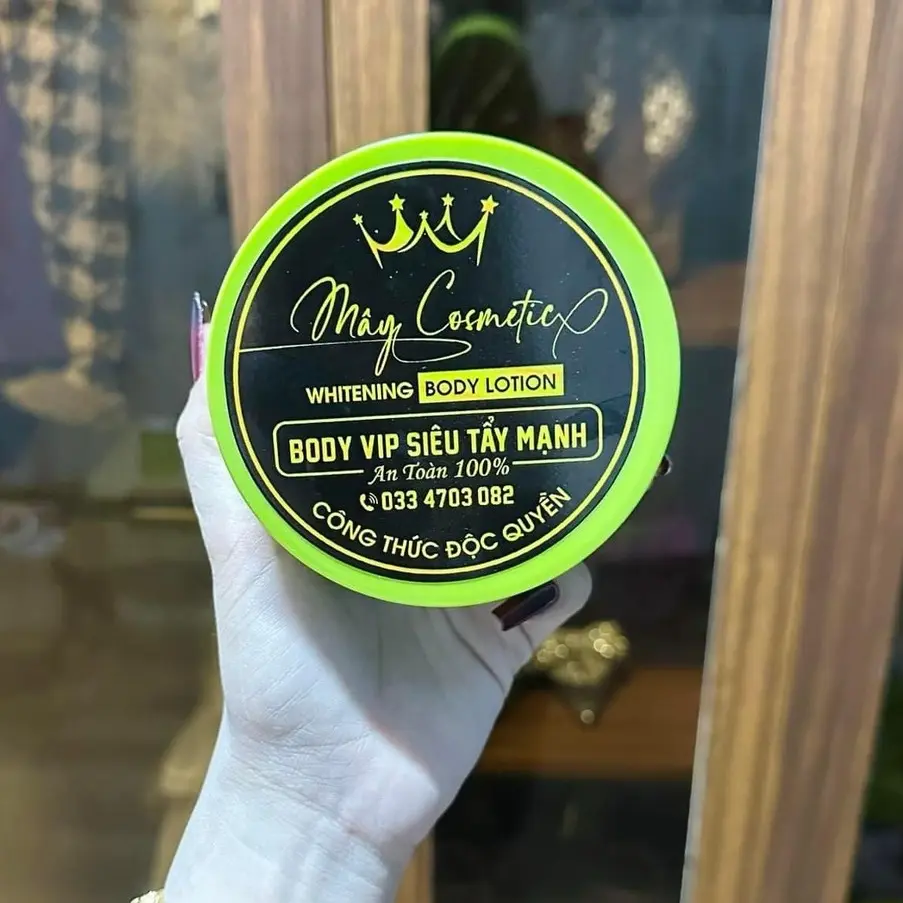 Mây Cosmetic
WHITENING BODY LOTION
BODY VIP SIÊU TẨY MẠNH
An Toàn 100%
033 4703 082
CÔNG THỨC ĐỘC QUYỀN